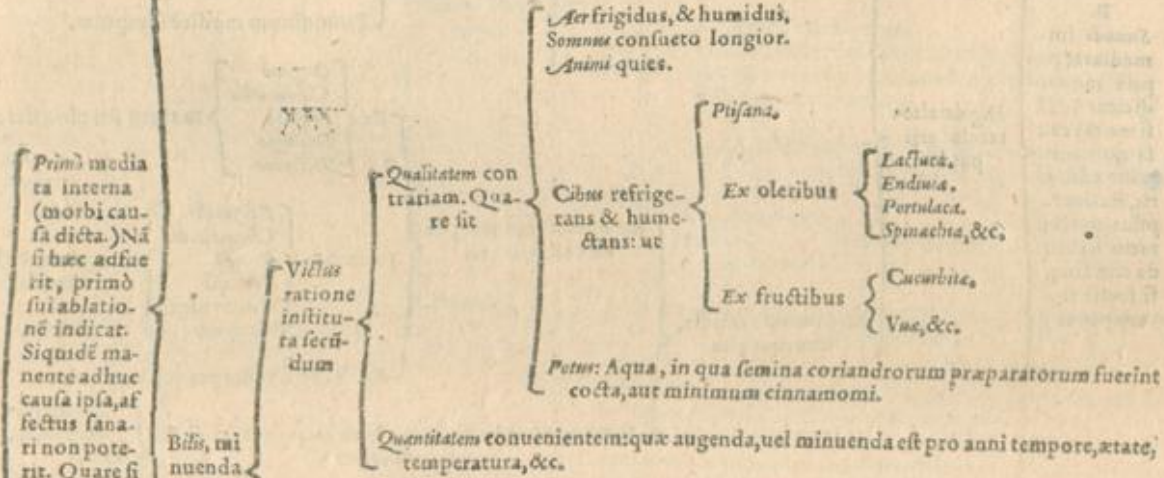 Primò media
ta interna
(morbi cau-
ſa dicta.) Nã
ſi hæc adfue
rit, primò
ſui ablatio-
nē indicat.
Siquidē ma-
nente adhuc
cauſa ipſa, af
fectus ſana-
ri non pote-
rit. Quare ſi
Bilis, mi
nuenda
Victus
ratione
inſtitu-
ta ſecũ-
dum
Qualitatem con
trariam. Qua-
re ſit
Aer frigidus, & humidus,
Somnus conſueto longior.
Animi quies.
Cibus refrige-
rans & hume-
ctans: ut
Ptiſana,
Ex oleribus
Lactuca.
Endiuia.
Portulaca.
Spinachia, &c.
Ex fructibus
Cucurbita,
Vuæ, &c.
Potus: Aqua, in qua ſemina coriandrorum præparatorum fuerint
cocta, aut minimum cinnamomi.
Quantitatem conuenientem: quæ augenda, uel minuenda eſt pro anni tempore, ætate,
temperatura, &c.